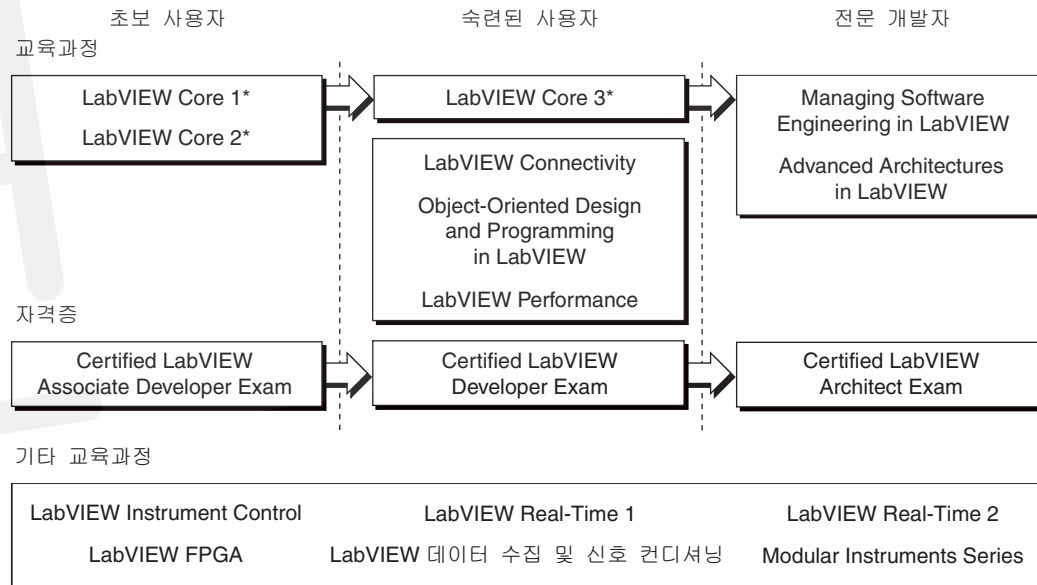 초보 사용자
숙련된 사용자
전문 개발자
교육과정
LabVIEW Core 1*
LabVIEW Core 2*
LabVIEW Core 3*
LabVIEW Connectivity
Object-Oriented Design
and Programming
in LabVIEW
LabVIEW Performance
Managing Software
Engineering in LabVIEW
Advanced Architectures
in LabVIEW
자격증
Certified LabVIEW
Associate Developer Exam
Certified LabVIEW
Developer Exam
Certified LabVIEW
Architect Exam
기타 교육과정
LabVIEW Instrument Control
LabVIEW Real-Time 1
LabVIEW Real-Time 2
LabVIEW FPGA
LabVIEW 데이터 수집 및 신호 컨디셔닝
Modular Instruments Series